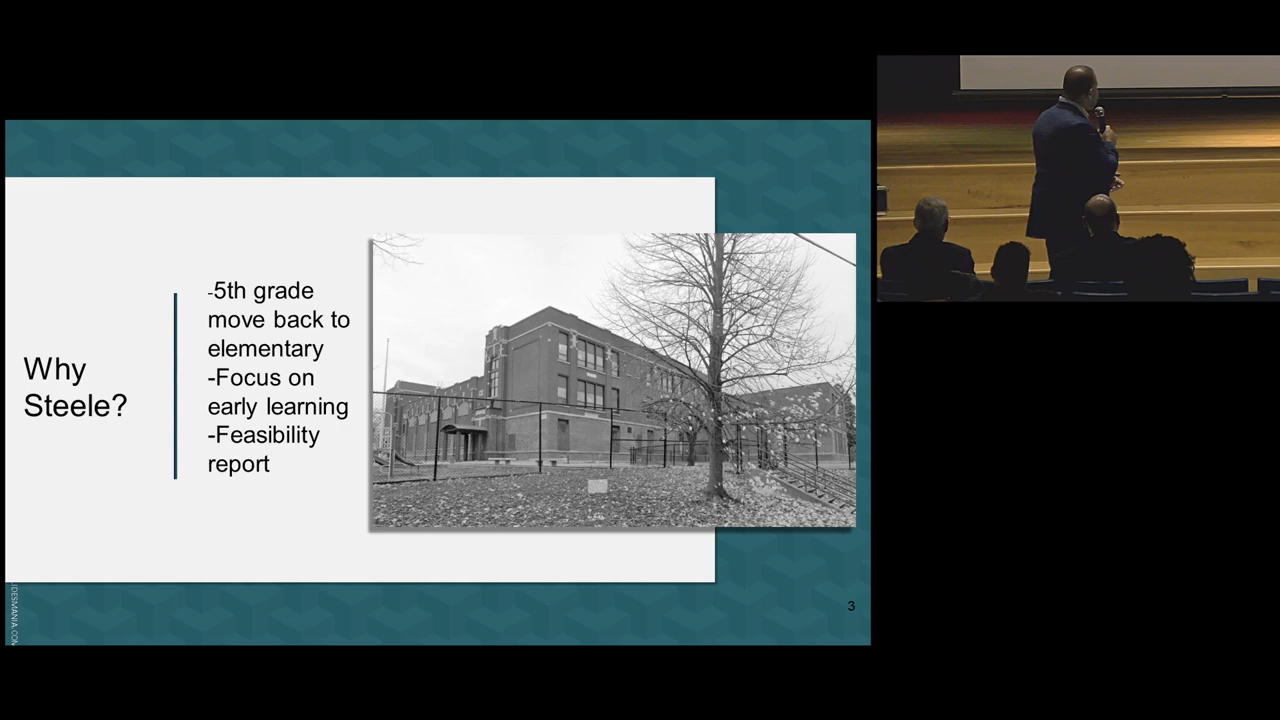 Why
Steele?
-5th grade
move back to
elementary
-Focus on
early learning
-Feasibility
report
3